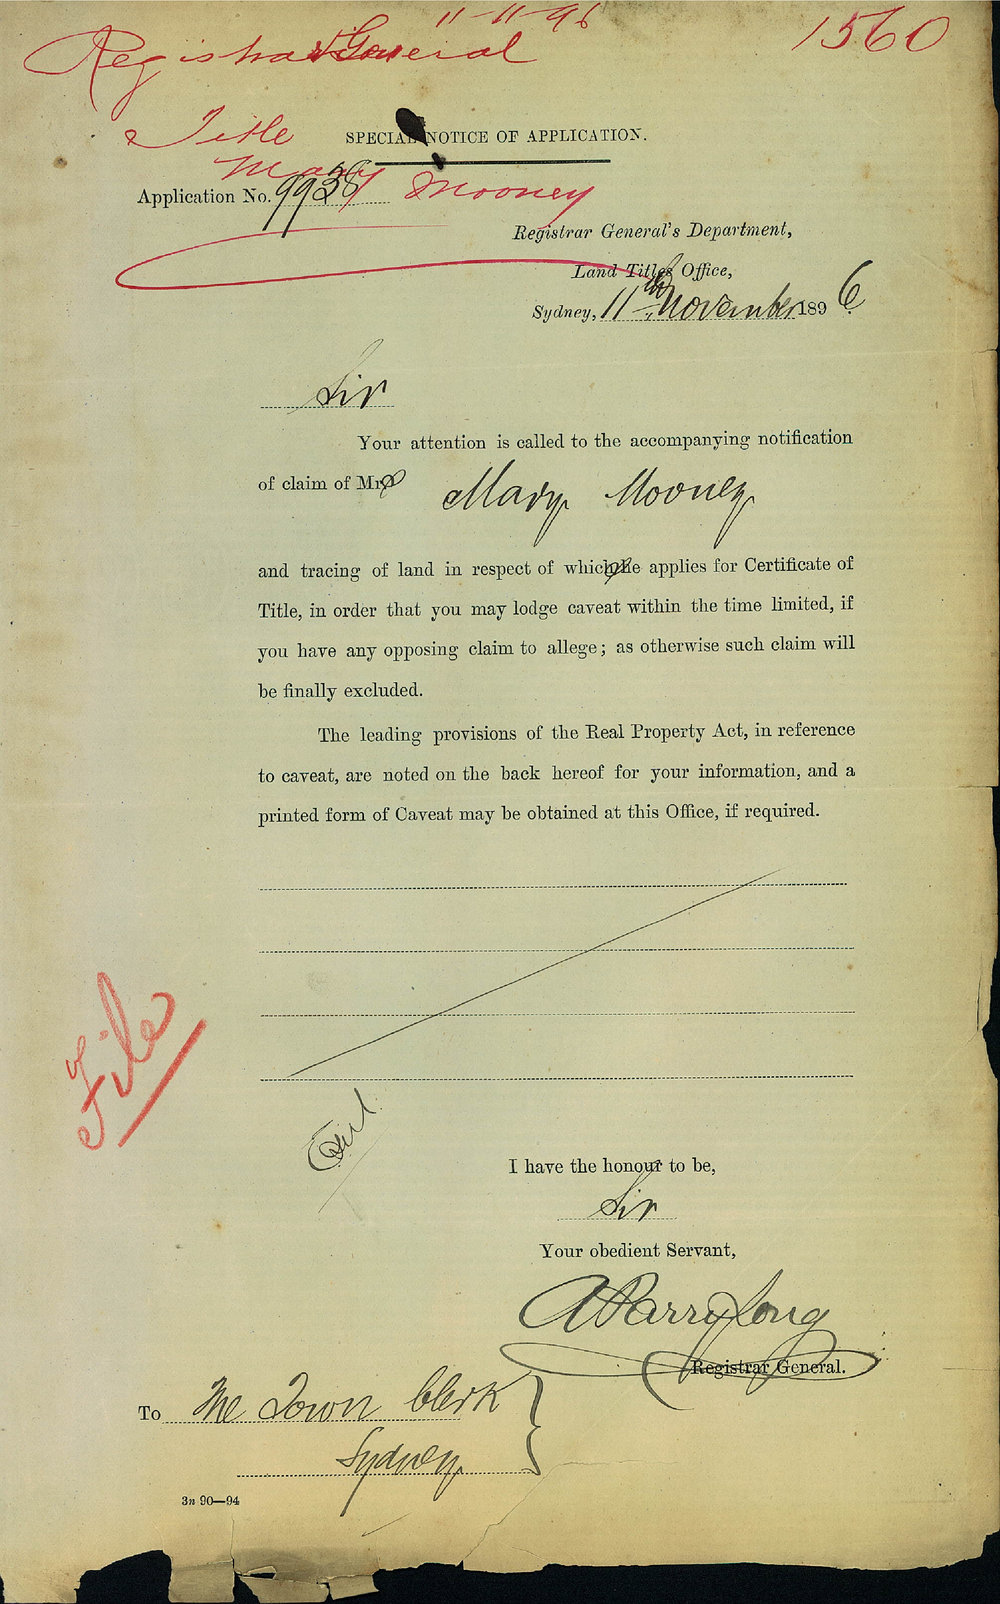 11-11-96
Registrar General
1560
Title
Mary Mooney
SPECIAL NOTICE OF APPLICATION.
Application No. 9938
Registrar General's Department,
Land Titles Office,
Sydney, 11th November 1896.
Sir
Your attention is called to the accompanying notification
of claim of Mrs Mary Mooney
and tracing of land in respect of which she applies for Certificate of
Title, in order that you may lodge caveat within the time limited, if
you have any opposing claim to allege; as otherwise such claim will
be finally excluded.
The leading provisions of the Real Property Act, in reference
to caveat, are noted on the back hereof for your information, and a
printed form of Caveat may be obtained at this Office, if required.
File
I have the honour to be,
Sir
Your obedient Servant,
Registrar General.
To The Town Clerk
Sydney
3n 90—94